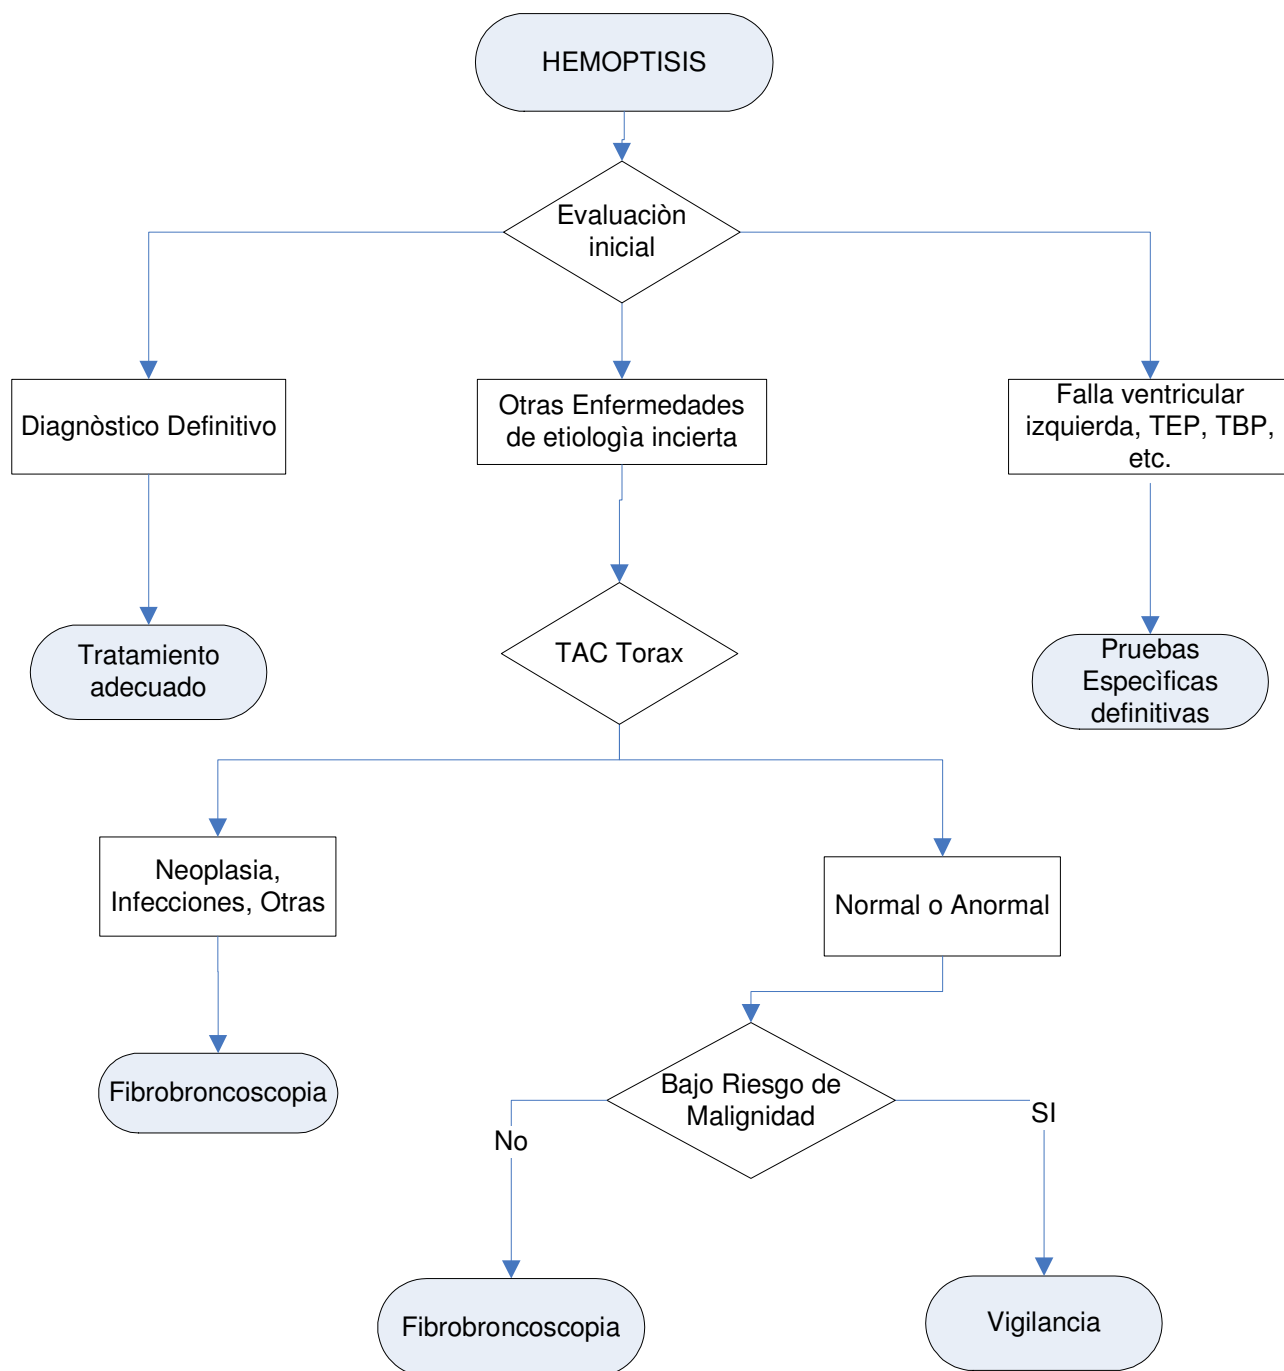 HEMOPTISIS
Evaluaciòn
inicial
Diagnòstico Definitivo
Otras Enfermedades
de etiologìa incierta
Falla ventricular
izquierda, TEP, TBP,
etc.
Tratamiento
adecuado
TAC Torax
Pruebas
Especìficas
definitivas
Neoplasia,
Infecciones, Otras
Normal o Anormal
Fibrobroncoscopia
Bajo Riesgo de
Malignidad
No
SI
Fibrobroncoscopia
Vigilancia